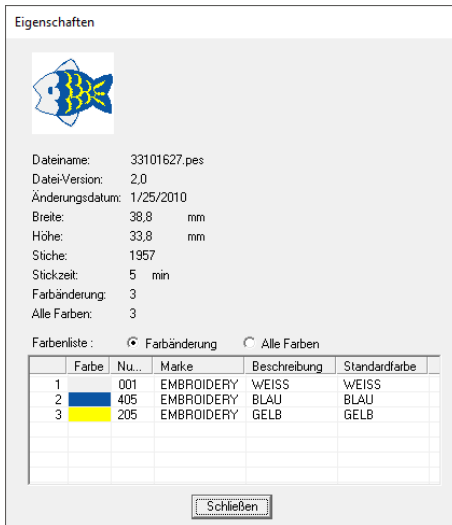 Eigenschaften
Dateiname: 33101627.pes
Datei-Version: 2,0
Änderungsdatum: 1/25/2010
Breite: 38,8 mm
Höhe: 33,8 mm
Stiche: 1957
Stickzeit: 5 min
Farbänderung: 3
Alle Farben: 3
Farbenliste : Farbänderung Alle Farben
Farbe Nu... Marke Beschreibung Standardfarbe
1 001 EMBROIDERY WEISS WEISS
2 405 EMBROIDERY BLAU BLAU
3 205 EMBROIDERY GELB GELB
Schließen